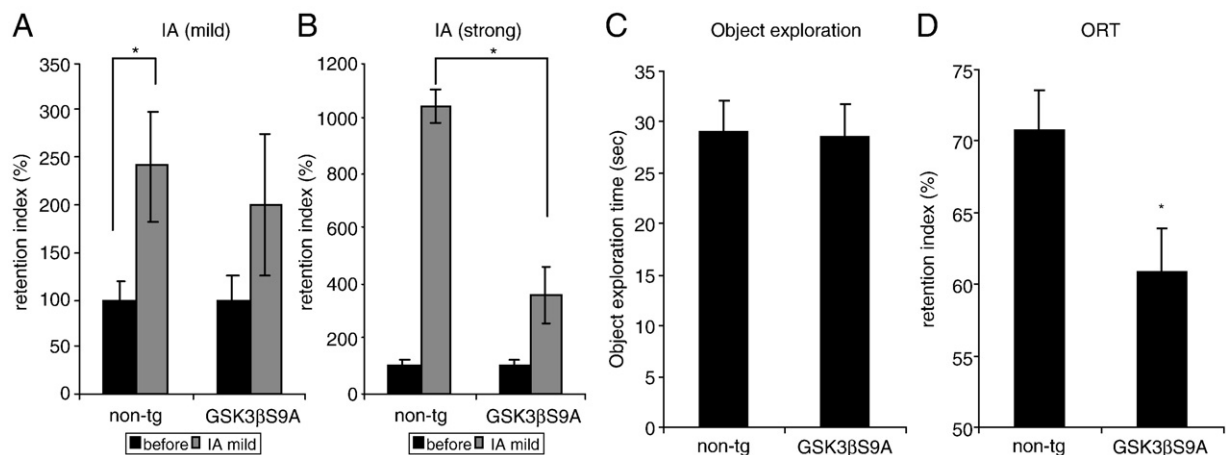 A
IA (mild)
*
retention index (%)
350
300
250
200
150
100
50
0
non-tg
GSK3βS9A
before IA mild
B
IA (strong)
*
retention index (%)
1200
1000
800
600
400
200
0
non-tg
GSK3βS9A
before IA mild
C
Object exploration
Object exploration time (sec)
35
30
25
20
15
10
5
0
non-tg
GSK3βS9A
D
ORT
retention index (%)
75
70
65
60
55
50
*
non-tg
GSK3βS9A